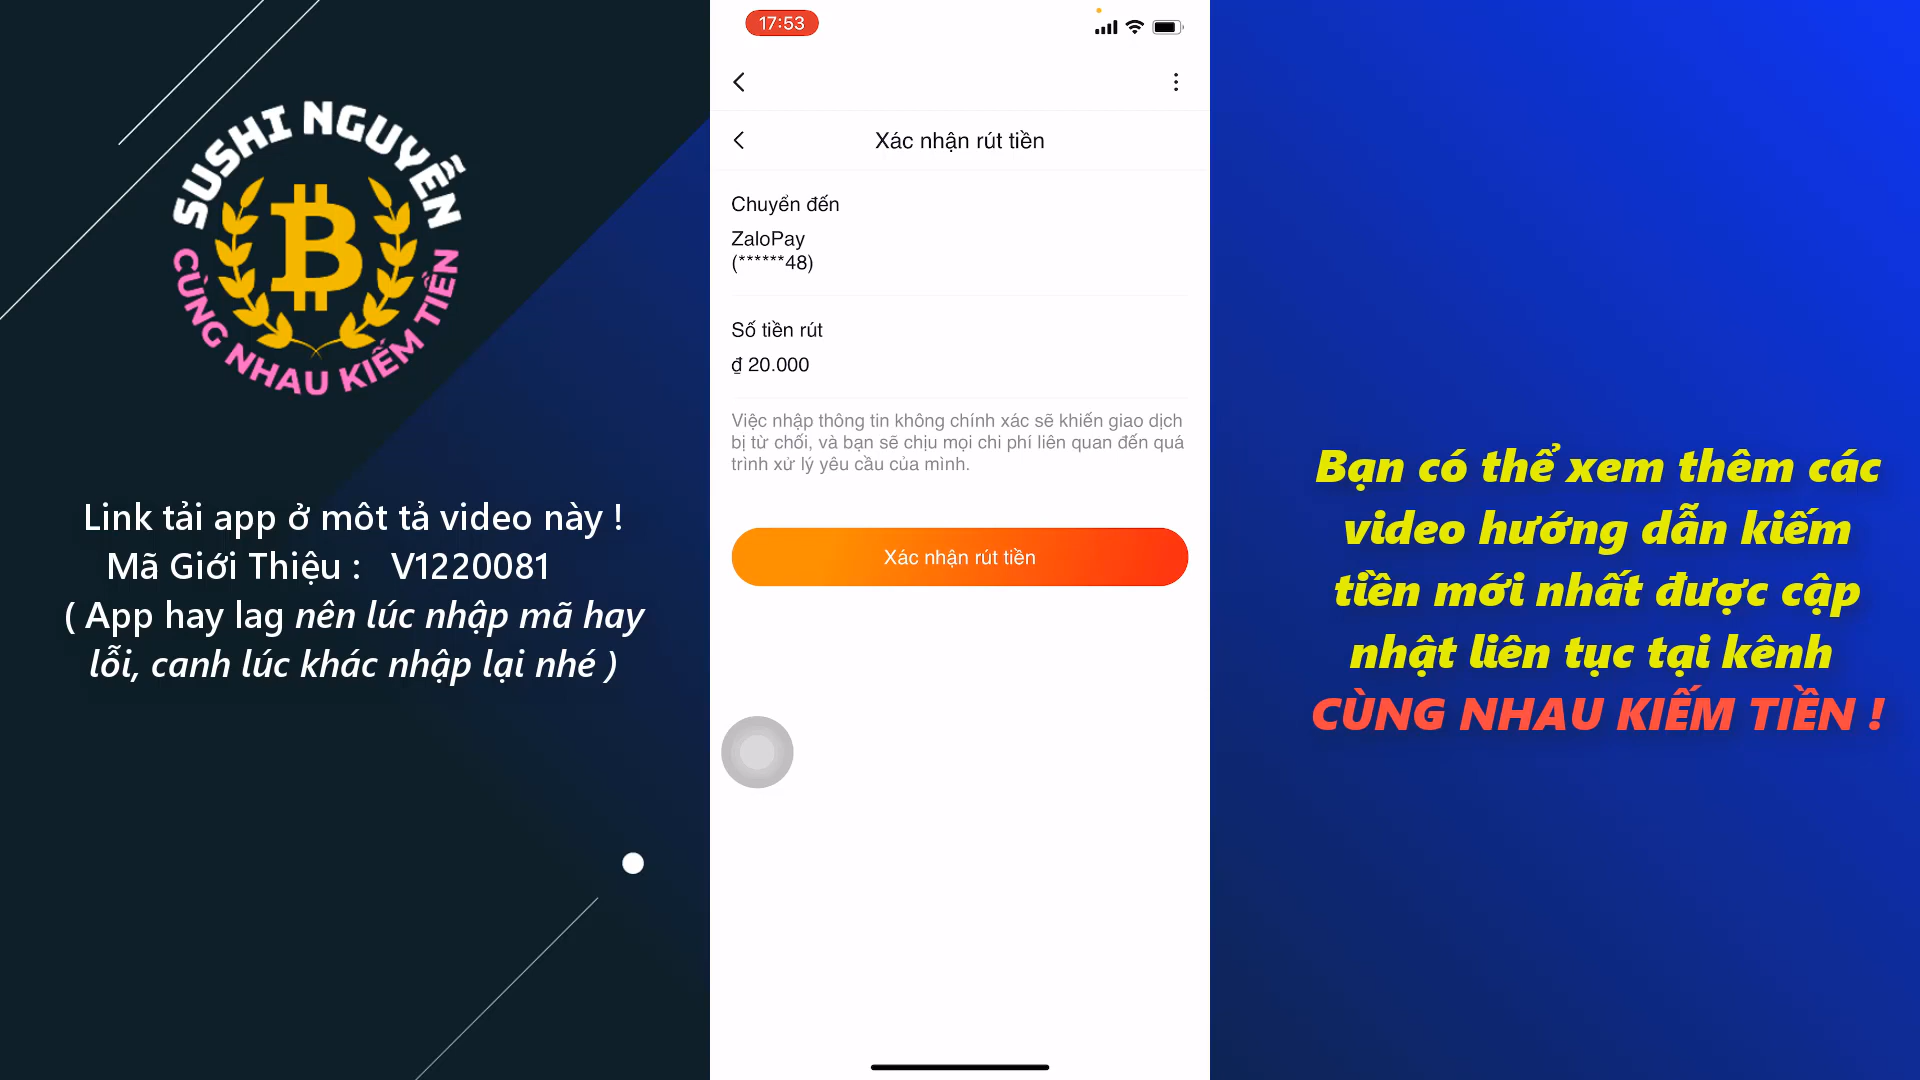 SUSHI NGUYỄN
CÙNG NHAU KIẾM TIỀN
Link tải app ở môt tả video này !
Mã Giới Thiệu : V1220081
( App hay lag nên lúc nhập mã hay
lỗi, canh lúc khác nhập lại nhé )
17:53
Xác nhận rút tiền
Chuyển đến
ZaloPay
(******48)
Số tiền rút
₫ 20.000
Việc nhập thông tin không chính xác sẽ khiến giao dịch
bị từ chối, và bạn sẽ chịu mọi chi phí liên quan đến quá
trình xử lý yêu cầu của mình.
Xác nhận rút tiền
Bạn có thể xem thêm các
video hướng dẫn kiếm
tiền mới nhất được cập
nhật liên tục tại kênh
CÙNG NHAU KIẾM TIỀN !